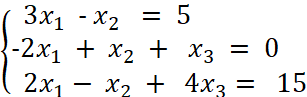 3x₁ - x₂ = 5
-2x₁ + x₂ + x₃ = 0
2x₁ − x₂ + 4x₃ = 15